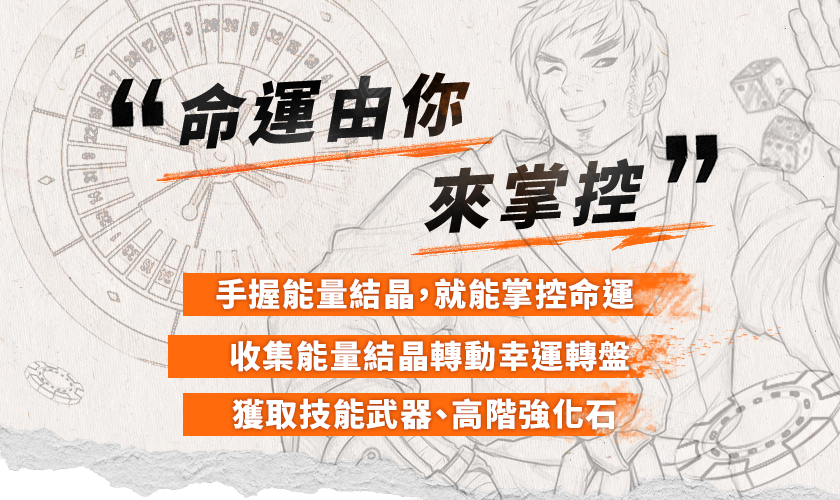 “命運由你
來掌控”
手握能量結晶，就能掌控命運
收集能量結晶轉動幸運轉盤
獲取技能武器、高階強化石